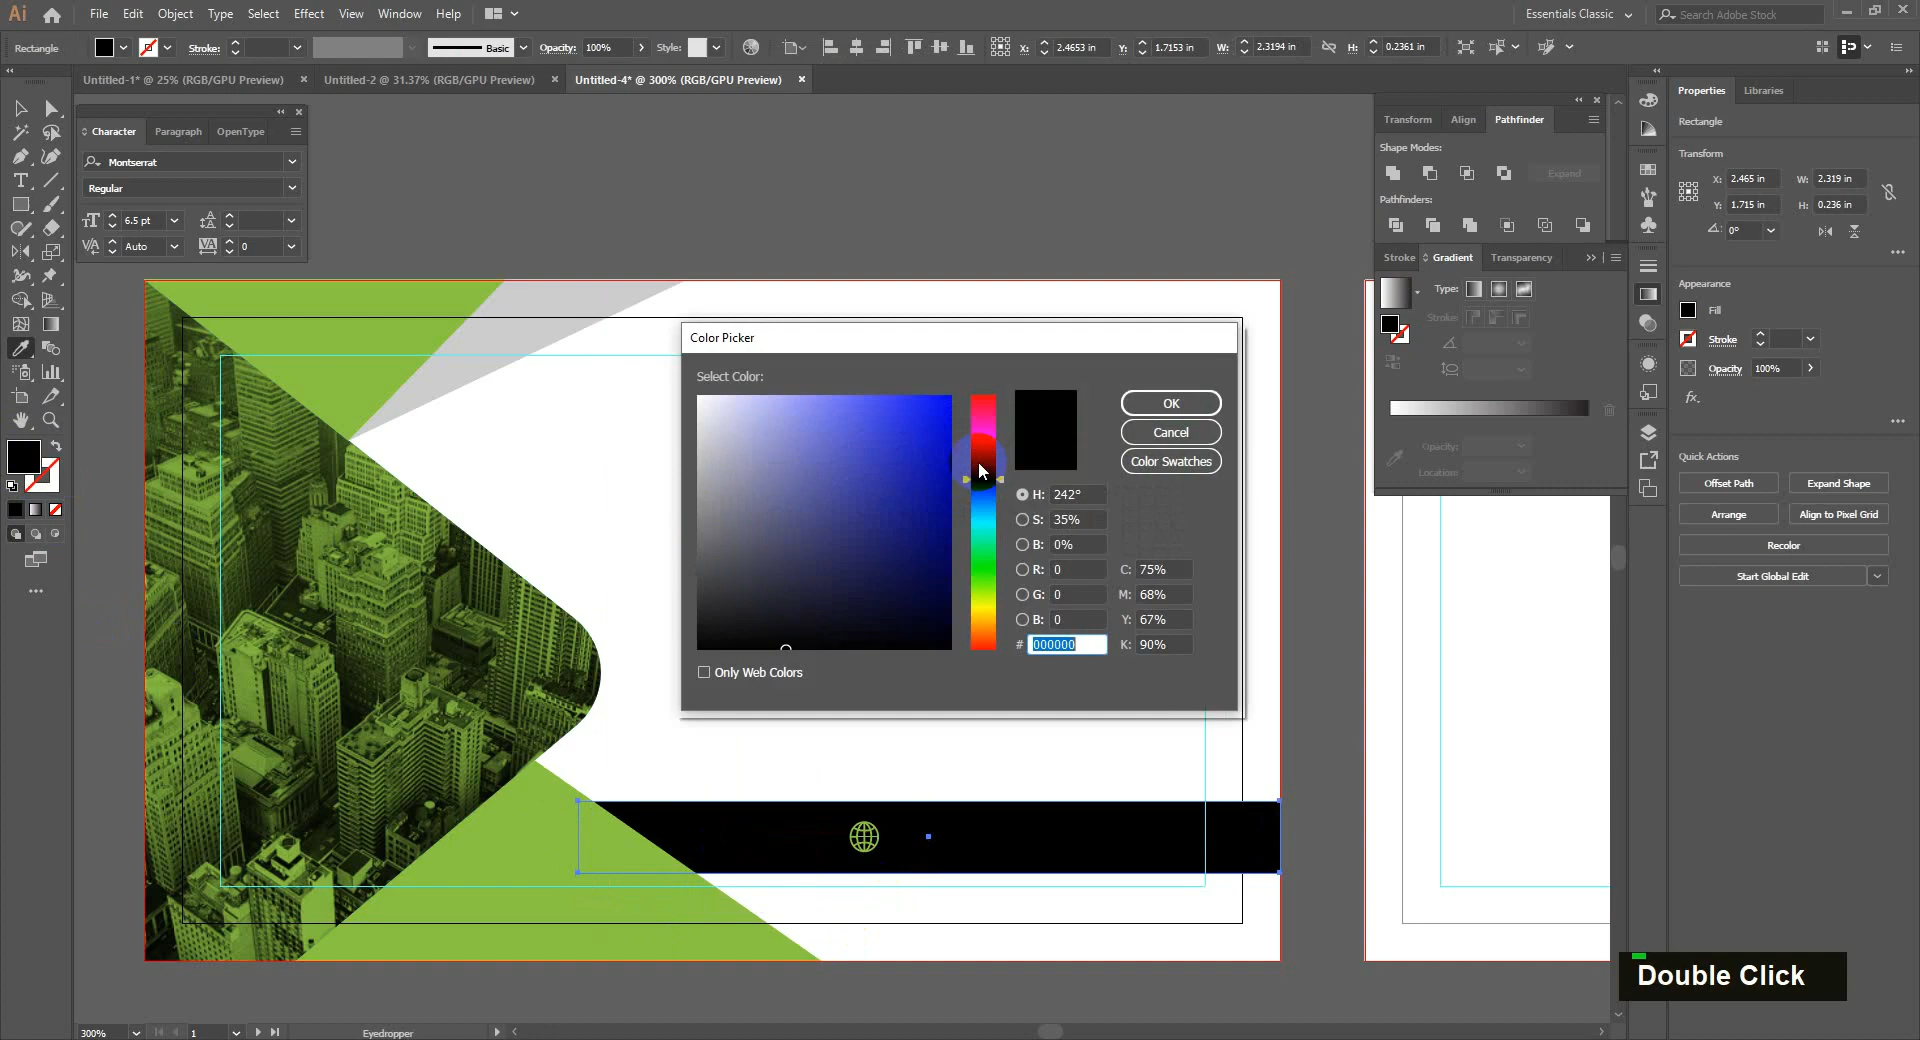 Ai File Edit Object Type Select Effect View Window Help Essentials Classic Search Adobe Stock
Rectangle Stroke: Basic Opacity: 100% Style: X: 2.4653 in Y: 1.7153 in W: 2.3194 in H: 0.2361 in
Untitled-1* @ 25% (RGB/GPU Preview) Untitled-2 @ 31.37% (RGB/GPU Preview) Untitled-4* @ 300% (RGB/GPU Preview)
Character Paragraph OpenType
Montserrat
Regular
6.5 pt
Auto 0
Transform Align Pathfinder
Shape Modes:
Expand
Pathfinders:
Stroke Gradient Transparency
Type:
Stroke:
Opacity:
Location:
Properties Libraries
Rectangle
Transform
X: 2.465 in W: 2.319 in
Y: 1.715 in H: 0.236 in
0°
Appearance
Fill
Stroke
Opacity 100%
fx.
Quick Actions
Offset Path Expand Shape
Arrange Align to Pixel Grid
Recolor
Start Global Edit
Color Picker
Select Color:
OK
Cancel
Color Swatches
H: 242°
S: 35%
B: 0%
R: 0 C: 75%
G: 0 M: 68%
B: 0 Y: 67%
# 000000 K: 90%
Only Web Colors
Double Click
300% 1 Eyedropper